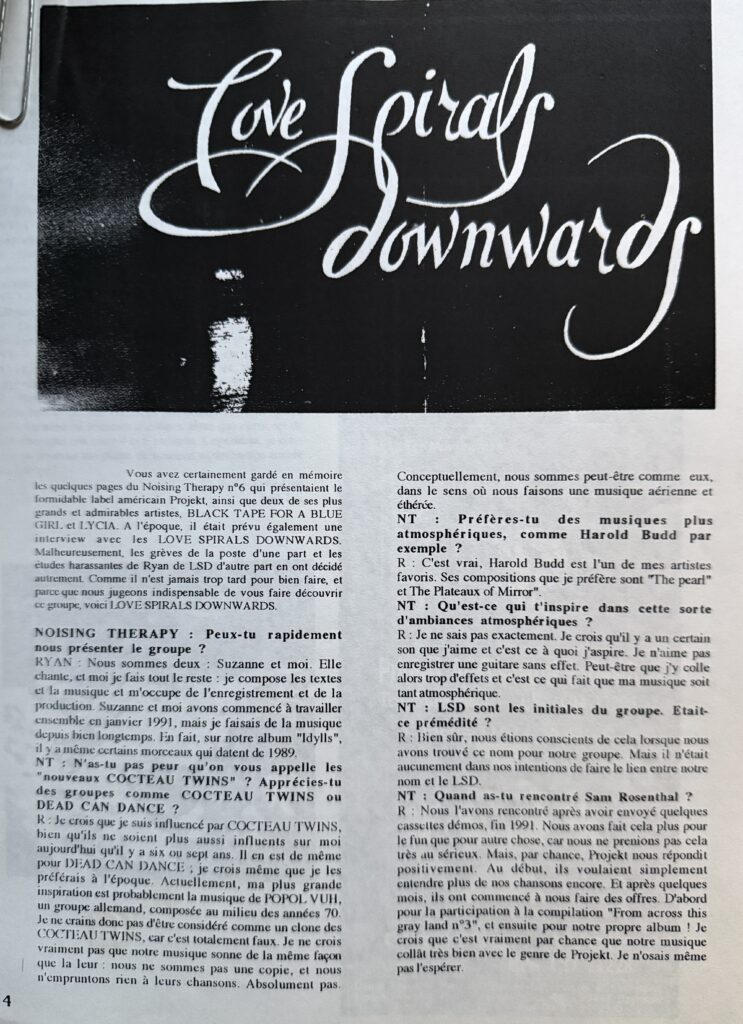 Love Spirals
downwards
Vous avez certainement gardé en mémoire
les quelques pages du Noising Therapy n°6 qui présentaient le
formidable label américain Projekt, ainsi que deux de ses plus
grands et admirables artistes, BLACK TAPE FOR A BLUE
GIRL et LYCIA. A l'époque, il était prévu également une
interview avec les LOVE SPIRALS DOWNWARDS.
Malheureusement, les grèves de la poste d'une part et les
études harassantes de Ryan de LSD d'autre part en ont décidé
autrement. Comme il n'est jamais trop tard pour bien faire, et
parce que nous jugeons indispensable de vous faire découvrir
ce groupe, voici LOVE SPIRALS DOWNWARDS.
NOISING THERAPY : Peux-tu rapidement
nous présenter le groupe ?
RYAN : Nous sommes deux : Suzanne et moi. Elle
chante, et moi je fais tout le reste : je compose les textes
et la musique et m'occupe de l'enregistrement et de la
production. Suzanne et moi avons commencé à travailler
ensemble en janvier 1991, mais je faisais de la musique
depuis bien longtemps. En fait, sur notre album "Idylls",
il y a même certains morceaux qui datent de 1989.
NT : N'as-tu pas peur qu'on vous appelle les
"nouveaux COCTEAU TWINS" ? Apprécies-tu
des groupes comme COCTEAU TWINS ou
DEAD CAN DANCE ?
R : Je crois que je suis influencé par COCTEAU TWINS,
bien qu'ils ne soient plus aussi influents sur moi
aujourd'hui qu'il y a six ou sept ans. Il en est de même
pour DEAD CAN DANCE ; je crois même que je les
préférais à l'époque. Actuellement, ma plus grande
inspiration est probablement la musique de POPOL VUH,
un groupe allemand, composée au milieu des années 70.
Je ne crains donc pas d'être considéré comme un clone des
COCTEAU TWINS, car c'est totalement faux. Je ne crois
vraiment pas que notre musique sonne de la même façon
que la leur : nous ne sommes pas une copie, et nous
n'empruntons rien à leurs chansons. Absolument pas.
4
Conceptuellement, nous sommes peut-être comme eux,
dans le sens où nous faisons une musique aérienne et
éthérée.
NT : Préfères-tu des musiques plus
atmosphériques, comme Harold Budd par
exemple ?
R : C'est vrai, Harold Budd est l'un de mes artistes
favoris. Ses compositions que je préfère sont "The pearl"
et The Plateaux of Mirror".
NT : Qu'est-ce qui t'inspire dans cette sorte
d'ambiances atmosphériques ?
R : Je ne sais pas exactement. Je crois qu'il y a un certain
son que j'aime et c'est ce à quoi j'aspire. Je n'aime pas
enregistrer une guitare sans effet. Peut-être que j'y colle
alors trop d'effets et c'est ce qui fait que ma musique soit
tant atmosphérique.
NT : LSD sont les initiales du groupe. Etait-
ce prémédité ?
R : Bien sûr, nous étions conscients de cela lorsque nous
avons trouvé ce nom pour notre groupe. Mais il n'était
aucunement dans nos intentions de faire le lien entre notre
nom et le LSD.
NT : Quand as-tu rencontré Sam Rosenthal ?
R : Nous l'avons rencontré après avoir envoyé quelques
cassettes démos, fin 1991. Nous avons fait cela plus pour
le fun que pour autre chose, car nous ne prenions pas cela
très au sérieux. Mais, par chance, Projekt nous répondit
positivement. Au début, ils voulaient simplement
entendre plus de nos chansons encore. Et après quelques
mois, ils ont commencé à nous faire des offres. D'abord
pour la participation à la compilation "From across this
gray land n°3", et ensuite pour notre propre album ! Je
crois que c'est vraiment par chance que notre musique
collât très bien avec le genre de Projekt. Je n'osais même
pas l'espérer.